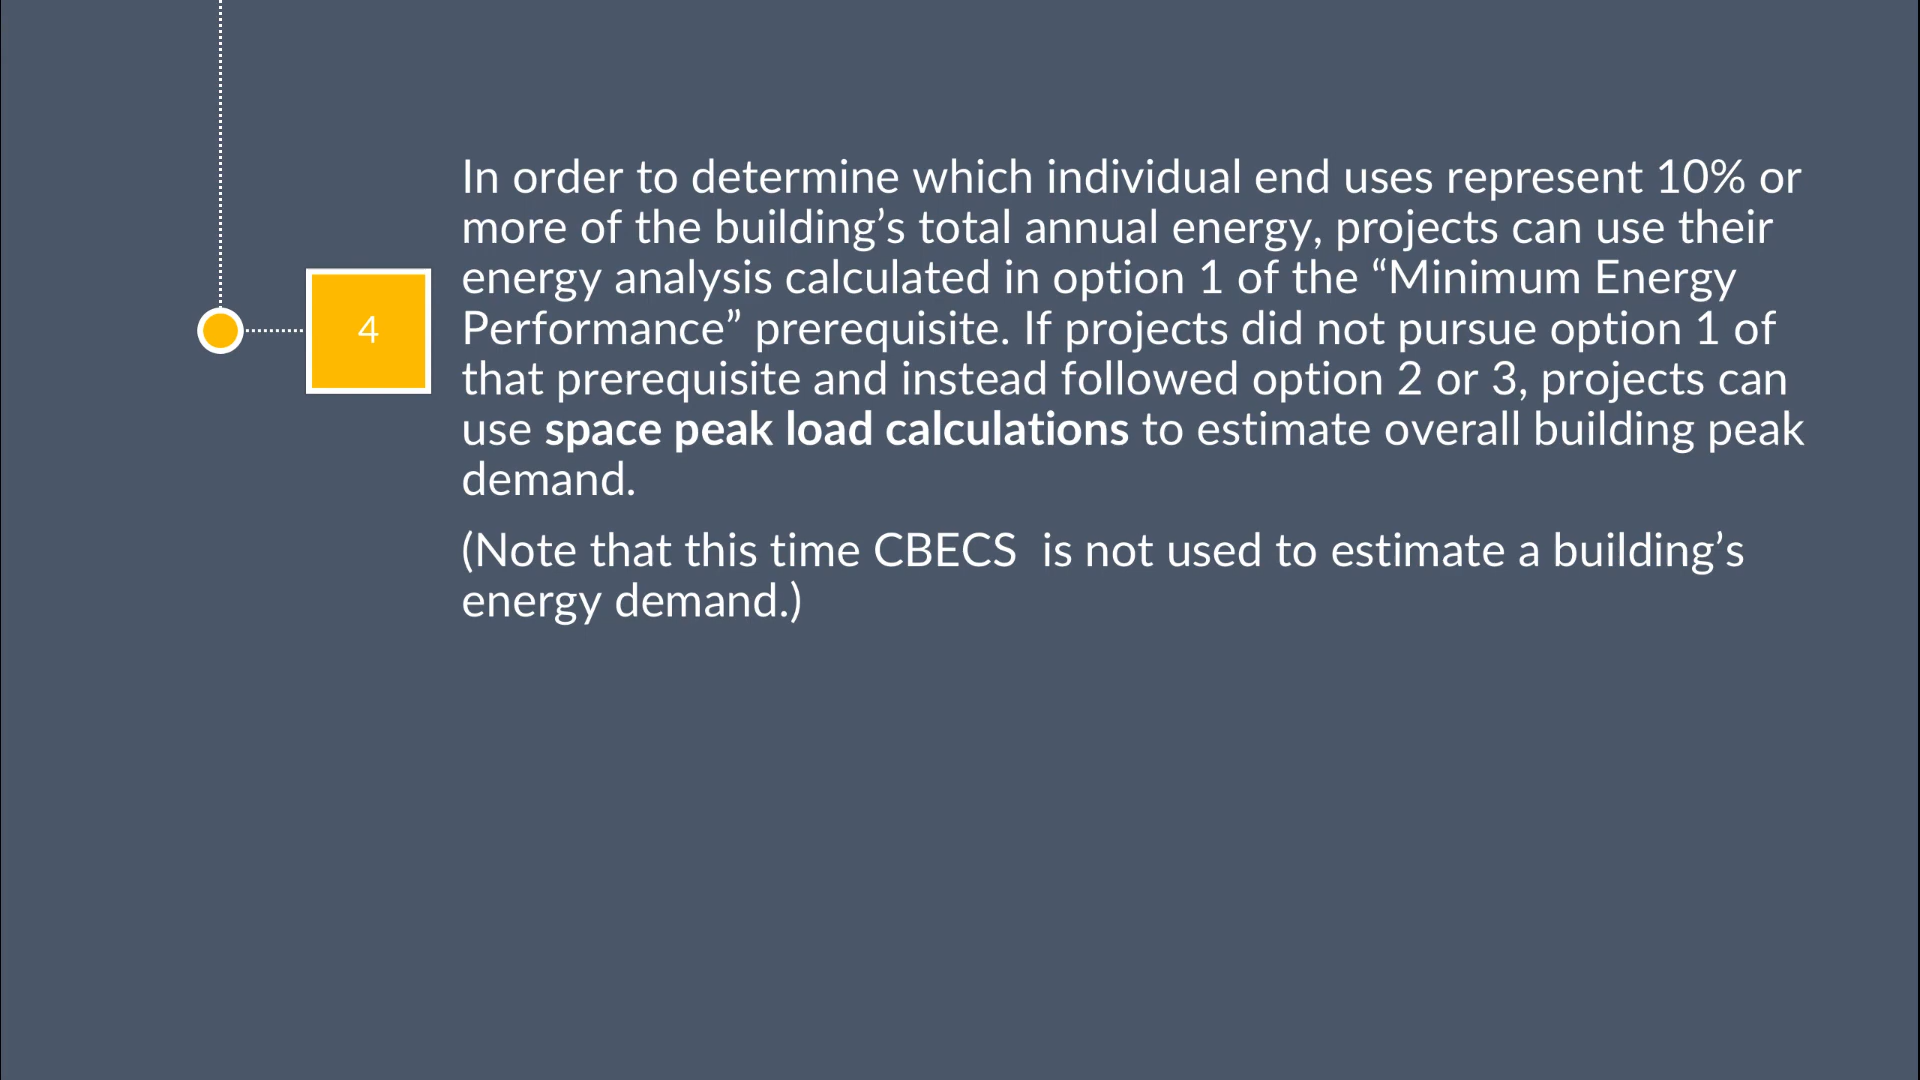 4
In order to determine which individual end uses represent 10% or
more of the building’s total annual energy, projects can use their
energy analysis calculated in option 1 of the “Minimum Energy
Performance” prerequisite. If projects did not pursue option 1 of
that prerequisite and instead followed option 2 or 3, projects can
use space peak load calculations to estimate overall building peak
demand.
(Note that this time CBECS  is not used to estimate a building’s
energy demand.)